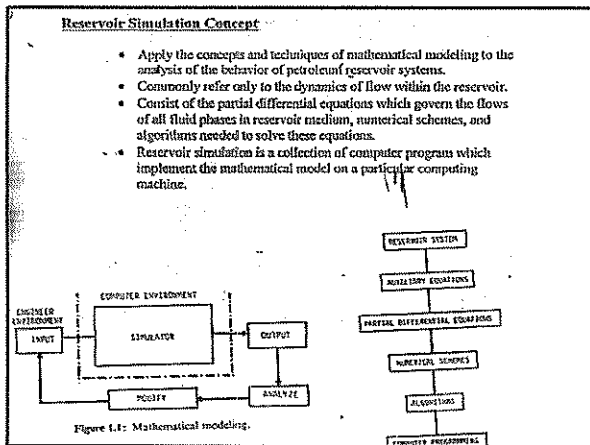 Reservoir Simulation Concept
• Apply the concepts and techniques of mathematical modeling to the
analysis of the behavior of petroleum reservoir systems.
• Commonly refer only to the dynamics of flow within the reservoir.
• Consist of the partial differential equations which govern the flows
of all fluid phases in reservoir medium, numerical schemes, and
algorithms needed to solve these equations.
• Reservoir simulation is a collection of computer program which
implement the mathematical model on a particular computing
machine.
COMPUTER ENVIRONMENT
ENGINEER
ENVIRONMENT
INPUT
SIMULATOR
OUTPUT
MODIFY
ANALYZE
Figure 1.1: Mathematical modeling.
RESERVOIR SYSTEM
AUXILIARY EQUATIONS
PARTIAL DIFFERENTIAL EQUATIONS
NUMERICAL SCHEMES
ALGORITHMS
COMPUTER PROGRAMMING